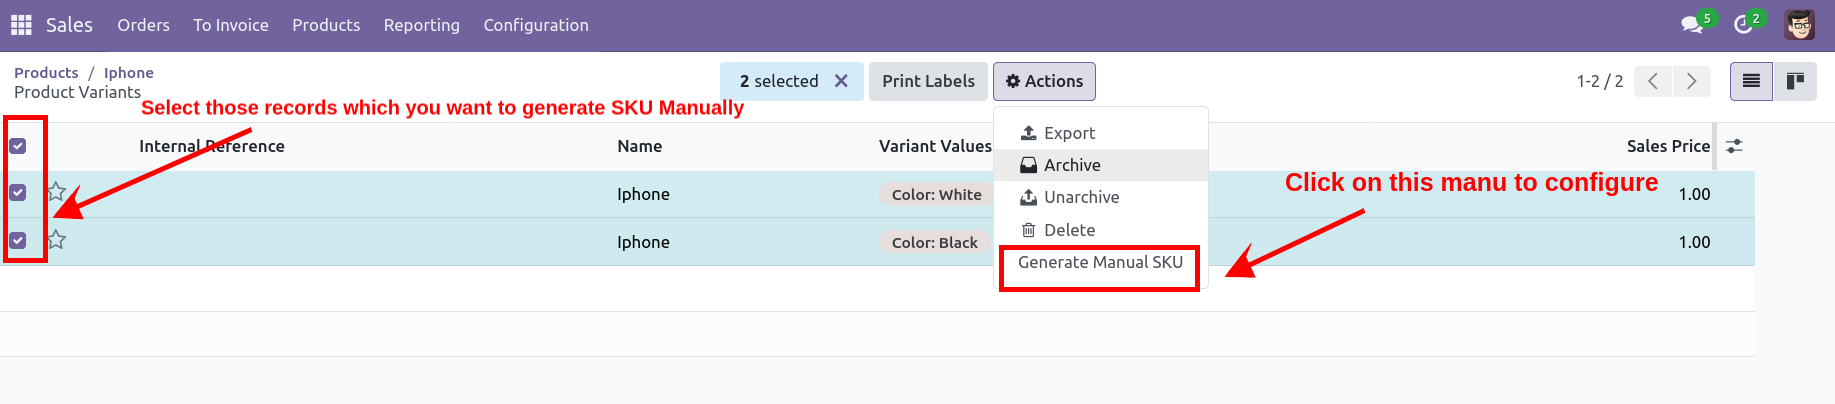 Sales Orders To Invoice Products Reporting Configuration 5 2
Products / Iphone
Product Variants
2 selected Print Labels Actions 1-2 / 2
Select those records which you want to generate SKU Manually
Internal Reference Name Variant Values Sales Price
Iphone Color: White 1.00
Iphone Color: Black 1.00
Export
Archive
Unarchive
Delete
Generate Manual SKU
Click on this manu to configure